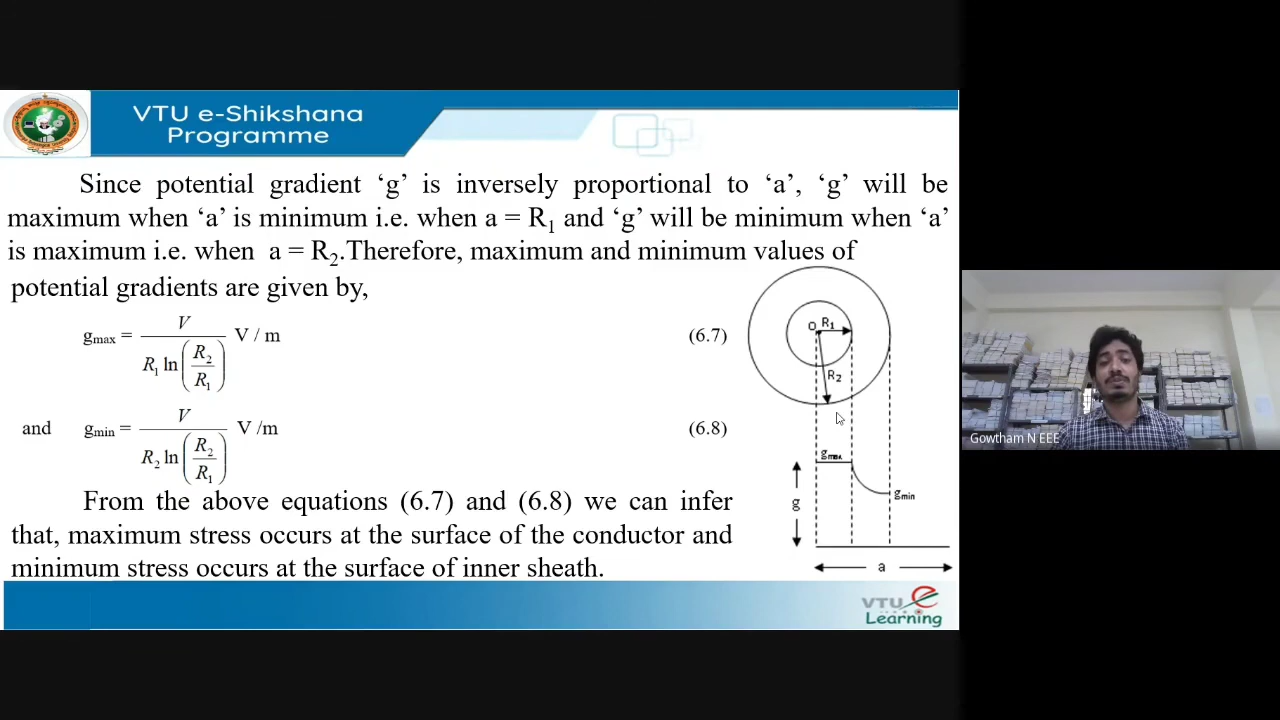 VTU e-Shikshana
Programme
Since potential gradient ‘g’ is inversely proportional to ‘a’, ‘g’ will be
maximum when ‘a’ is minimum i.e. when a = R₁ and ‘g’ will be minimum when ‘a’
is maximum i.e. when a = R₂.Therefore, maximum and minimum values of
potential gradients are given by,
gmax = V / (R₁ ln(R₂/R₁)) V / m (6.7)
and gmin = V / (R₂ ln(R₂/R₁)) V /m (6.8)
From the above equations (6.7) and (6.8) we can infer
that, maximum stress occurs at the surface of the conductor and
minimum stress occurs at the surface of inner sheath.
O R₁
R₂
gmax
g
gmin
a
VTU e
Learning
Gowtham N EEE